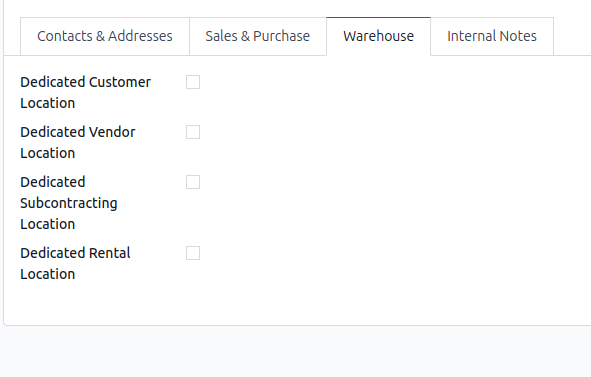 Contacts & Addresses
Sales & Purchase
Warehouse
Internal Notes
Dedicated Customer
Location
Dedicated Vendor
Location
Dedicated
Subcontracting
Location
Dedicated Rental
Location